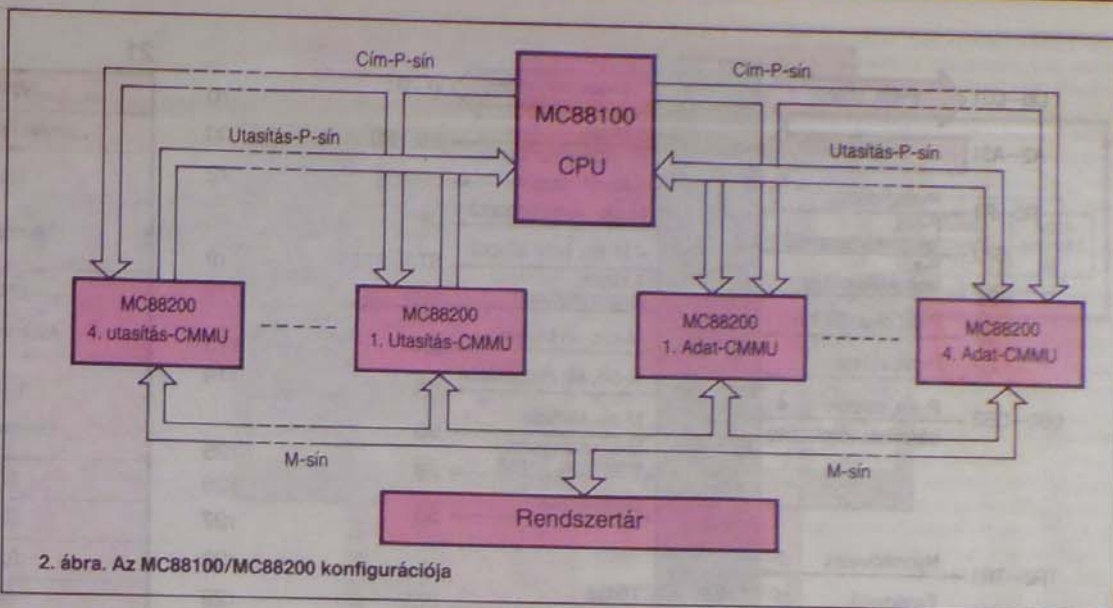 Cím-P-sín
Cím-P-sín
MC88100
CPU
Utasítás-P-sín
Utasítás-P-sín
MC88200
4. utasítás-CMMU
MC88200
1. Utasítás-CMMU
MC88200
1. Adat-CMMU
MC88200
4. Adat-CMMU
M-sín
M-sín
Rendszertár
2. ábra. Az MC88100/MC88200 konfigurációja